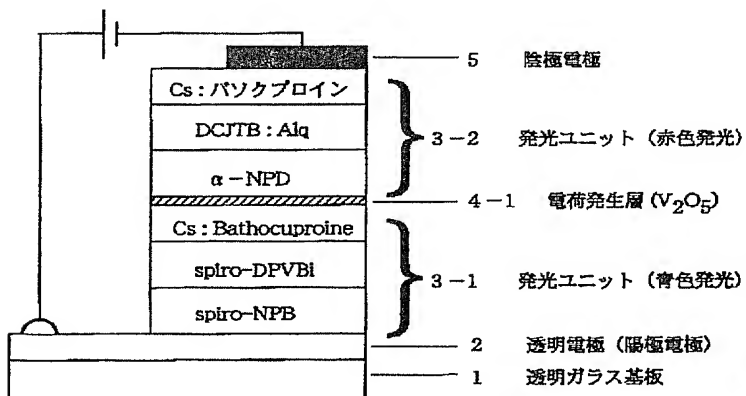 5 陰極電極
Cs : バソクプロイン
DCJTB : Alq
3-2 発光ユニット (赤色発光)
α-NPD
4-1 電荷発生層 (V₂O₅)
Cs : Bathocuproine
spiro-DPVBi
3-1 発光ユニット (青色発光)
spiro-NPB
2 透明電極 (陽極電極)
1 透明ガラス基板